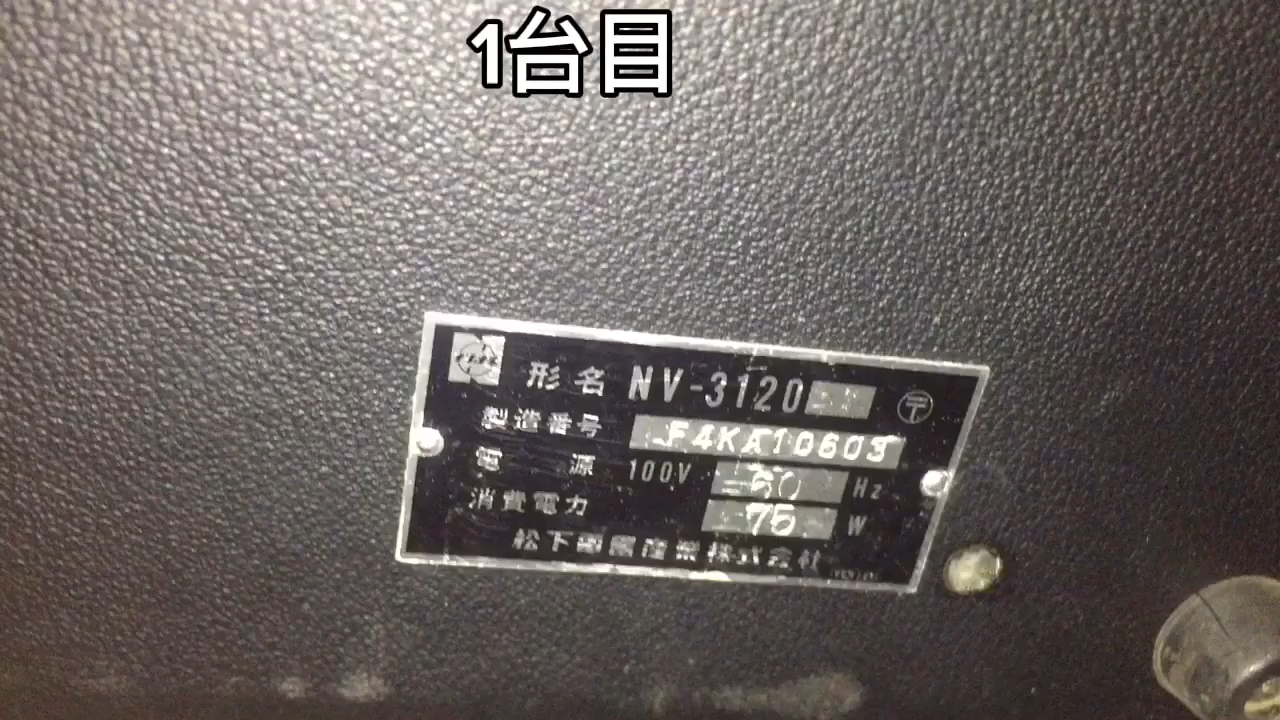 1台目
形名 NV-3120
製造番号 F4KA10603
電源 100V 60 Hz
消費電力 75 W
松下電器産業株式会社